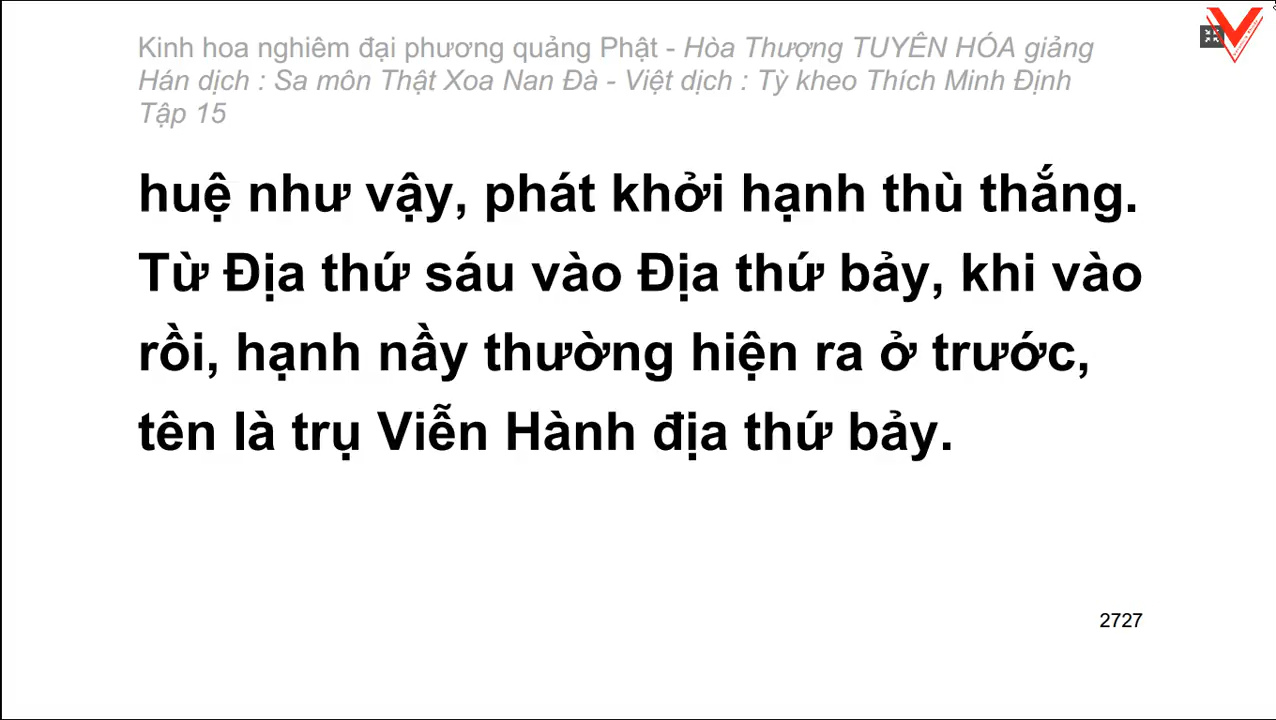 Kinh hoa nghiêm đại phương quảng Phật - Hòa Thượng TUYÊN HÓA giảng
Hán dịch : Sa môn Thật Xoa Nan Đà - Việt dịch : Tỳ kheo Thích Minh Định
Tập 15
huệ như vậy, phát khởi hạnh thù thắng.
Từ Địa thứ sáu vào Địa thứ bảy, khi vào
rồi, hạnh nầy thường hiện ra ở trước,
tên là trụ Viễn Hành địa thứ bảy.
2727